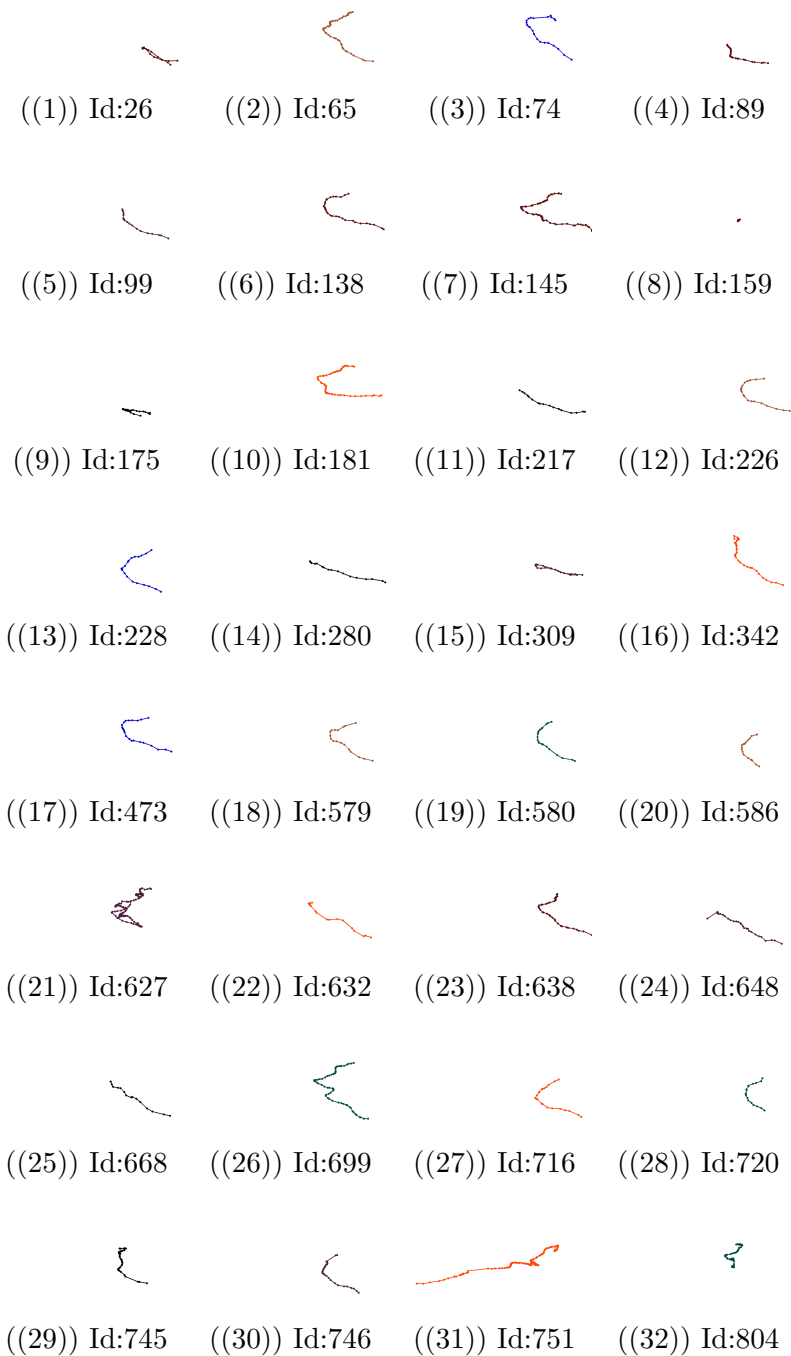 ((1)) Id:26 ((2)) Id:65 ((3)) Id:74 ((4)) Id:89
((5)) Id:99 ((6)) Id:138 ((7)) Id:145 ((8)) Id:159
((9)) Id:175 ((10)) Id:181 ((11)) Id:217 ((12)) Id:226
((13)) Id:228 ((14)) Id:280 ((15)) Id:309 ((16)) Id:342
((17)) Id:473 ((18)) Id:579 ((19)) Id:580 ((20)) Id:586
((21)) Id:627 ((22)) Id:632 ((23)) Id:638 ((24)) Id:648
((25)) Id:668 ((26)) Id:699 ((27)) Id:716 ((28)) Id:720
((29)) Id:745 ((30)) Id:746 ((31)) Id:751 ((32)) Id:804